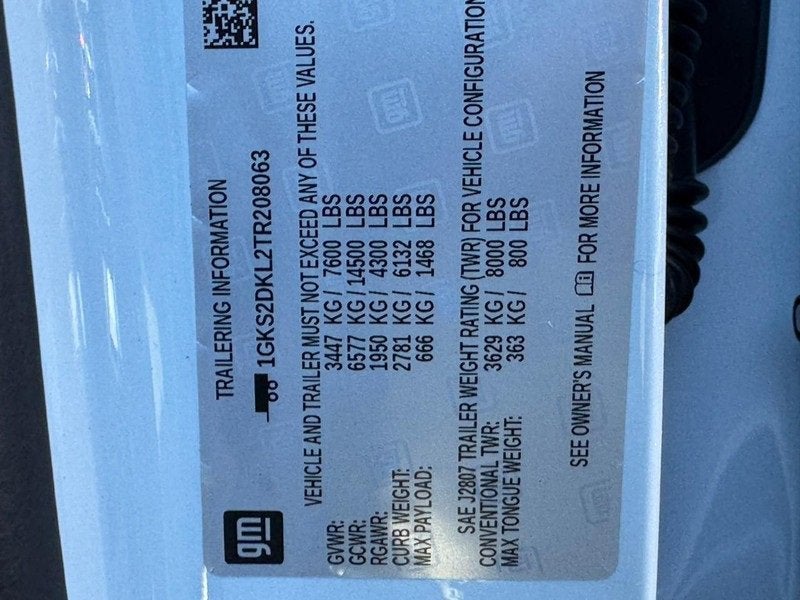 gm
TRAILERING INFORMATION
1GKS2DKL2TR208063
VEHICLE AND TRAILER MUST NOT EXCEED ANY OF THESE VALUES.
GVWR: 3447 KG / 7600 LBS
GCWR: 6577 KG / 14500 LBS
RGAWR: 1950 KG / 4300 LBS
CURB WEIGHT: 2781 KG / 6132 LBS
MAX PAYLOAD: 666 KG / 1468 LBS
SAE J2807 TRAILER WEIGHT RATING (TWR) FOR VEHICLE CONFIGURATION
CONVENTIONAL TWR: 3629 KG / 8000 LBS
MAX TONGUE WEIGHT: 363 KG / 800 LBS
SEE OWNER'S MANUAL FOR MORE INFORMATION